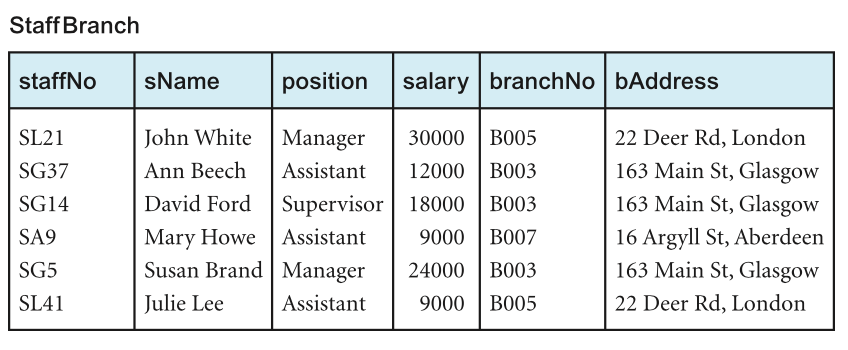 StaffBranch
staffNo sName position salary branchNo bAddress
SL21 John White Manager 30000 B005 22 Deer Rd, London
SG37 Ann Beech Assistant 12000 B003 163 Main St, Glasgow
SG14 David Ford Supervisor 18000 B003 163 Main St, Glasgow
SA9 Mary Howe Assistant 9000 B007 16 Argyll St, Aberdeen
SG5 Susan Brand Manager 24000 B003 163 Main St, Glasgow
SL41 Julie Lee Assistant 9000 B005 22 Deer Rd, London